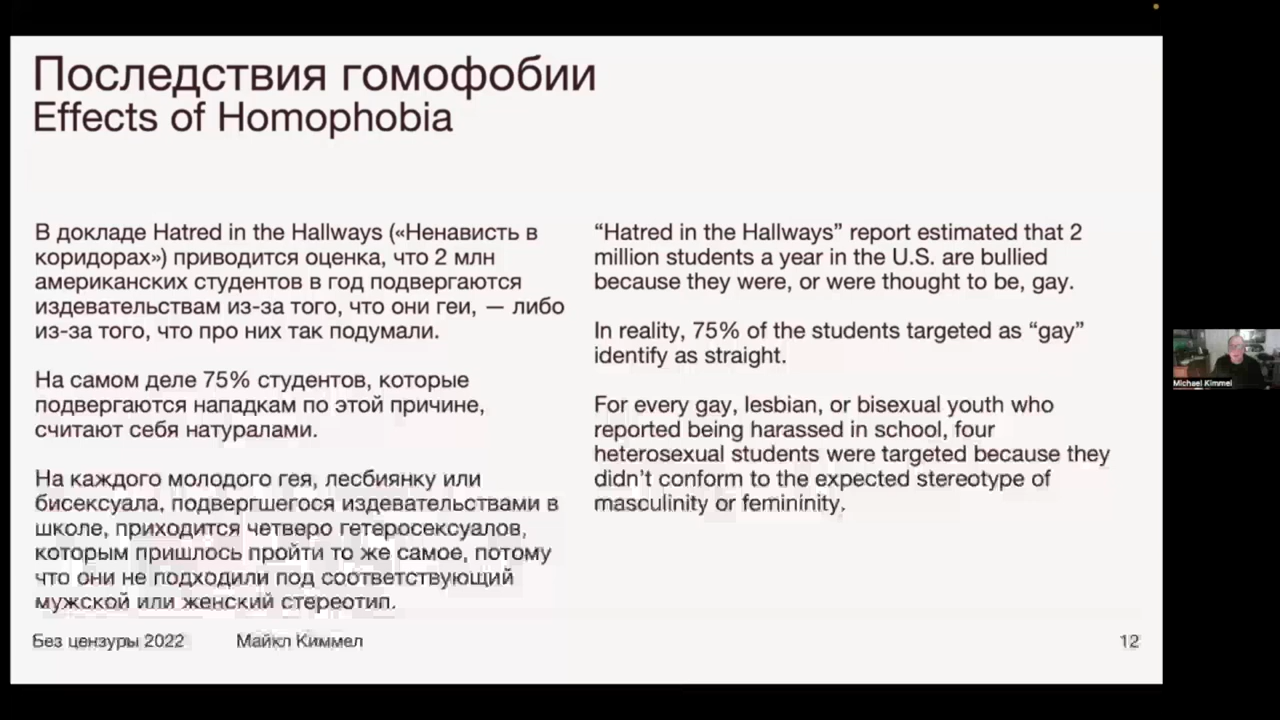 Последствия гомофобии
Effects of Homophobia
В докладе Hatred in the Hallways («Ненависть в
коридорах») приводится оценка, что 2 млн
американских студентов в год подвергаются
издевательствам из-за того, что они геи, — либо
из-за того, что про них так подумали.
На самом деле 75% студентов, которые
подвергаются нападкам по этой причине,
считают себя натуралами.
На каждого молодого гея, лесбиянку или
бисексуала, подвергшегося издевательствами в
школе, приходится четверо гетеросексуалов,
которым пришлось пройти то же самое, потому
что они не подходили под соответствующий
мужской или женский стереотип.
“Hatred in the Hallways” report estimated that 2
million students a year in the U.S. are bullied
because they were, or were thought to be, gay.
In reality, 75% of the students targeted as “gay”
identify as straight.
For every gay, lesbian, or bisexual youth who
reported being harassed in school, four
heterosexual students were targeted because they
didn’t conform to the expected stereotype of
masculinity or femininity.
Без цензуры 2022
Майкл Киммел
12
Michael Kimmel